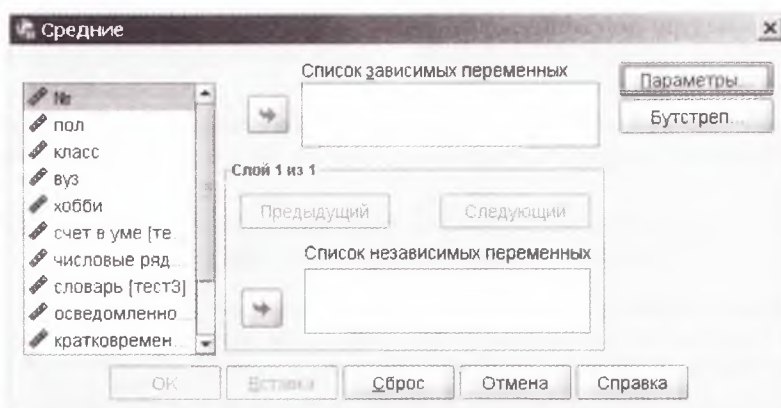 Средние
№
пол
класс
вуз
хобби
счет в уме [те...
числовые ряд...
словарь [тест3]
осведомленно...
кратковремен...
Список зависимых переменных
Слой 1 из 1
Предыдущий
Следующий
Список независимых переменных
Параметры...
Бутстреп...
ОК
Вставка
Сброс
Отмена
Справка